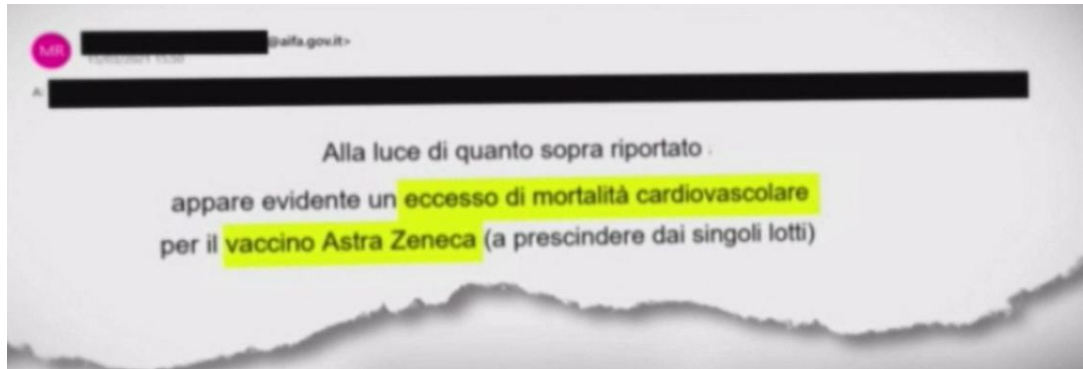 MR
@aifa.gov.it>
A:
Alla luce di quanto sopra riportato
appare evidente un eccesso di mortalità cardiovascolare
per il vaccino Astra Zeneca (a prescindere dai singoli lotti)